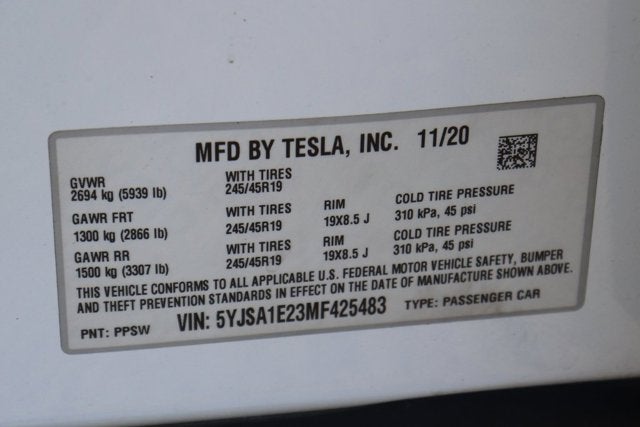 MFD BY TESLA, INC. 11/20
GVWR
2694 kg (5939 lb)
WITH TIRES
245/45R19
GAWR FRT
1300 kg (2866 lb)
WITH TIRES
245/45R19
RIM
19X8.5 J
COLD TIRE PRESSURE
310 kPa, 45 psi
GAWR RR
1500 kg (3307 lb)
WITH TIRES
245/45R19
RIM
19X8.5 J
COLD TIRE PRESSURE
310 kPa, 45 psi
THIS VEHICLE CONFORMS TO ALL APPLICABLE U.S. FEDERAL MOTOR VEHICLE SAFETY, BUMPER
AND THEFT PREVENTION STANDARDS IN EFFECT ON THE DATE OF MANUFACTURE SHOWN ABOVE.
PNT: PPSW
VIN: 5YJSA1E23MF425483
TYPE: PASSENGER CAR